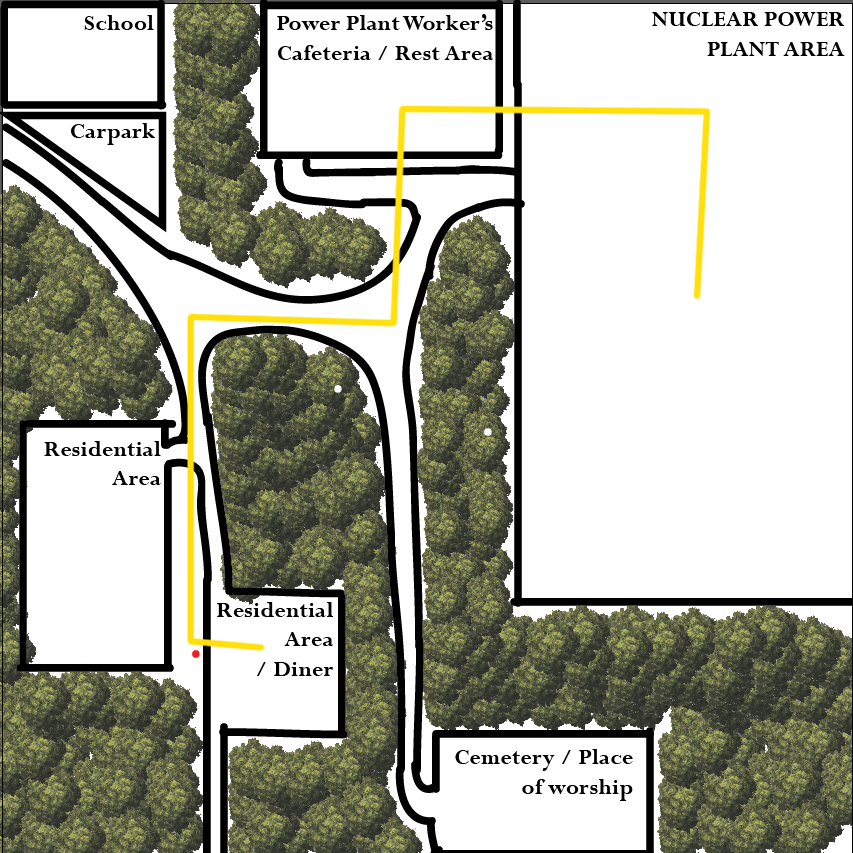 School
Power Plant Worker's
Cafeteria / Rest Area
NUCLEAR POWER
PLANT AREA
Carpark
Residential
Area
Residential
Area
/ Diner
Cemetery / Place
of worship